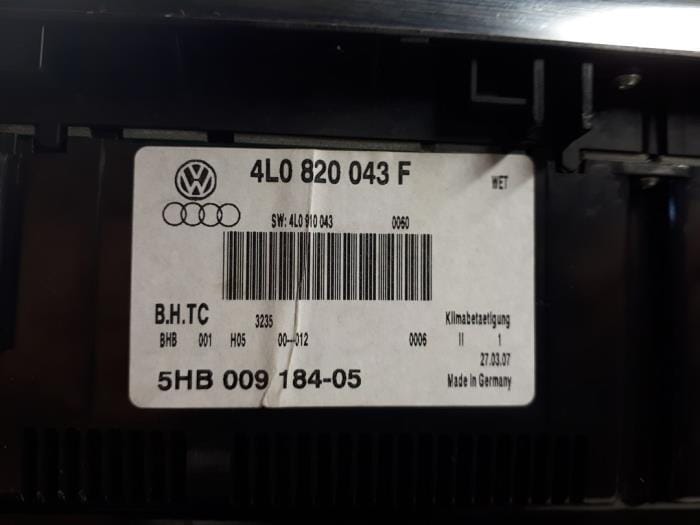 4L0 820 043 F WET
SW: 4L0 910 043 0060
B.H.TC 3235 Klimabetaetigung
BHB 001 H05 00---012 0006 II 1
27.03.07
5HB 009 184-05 Made in Germany